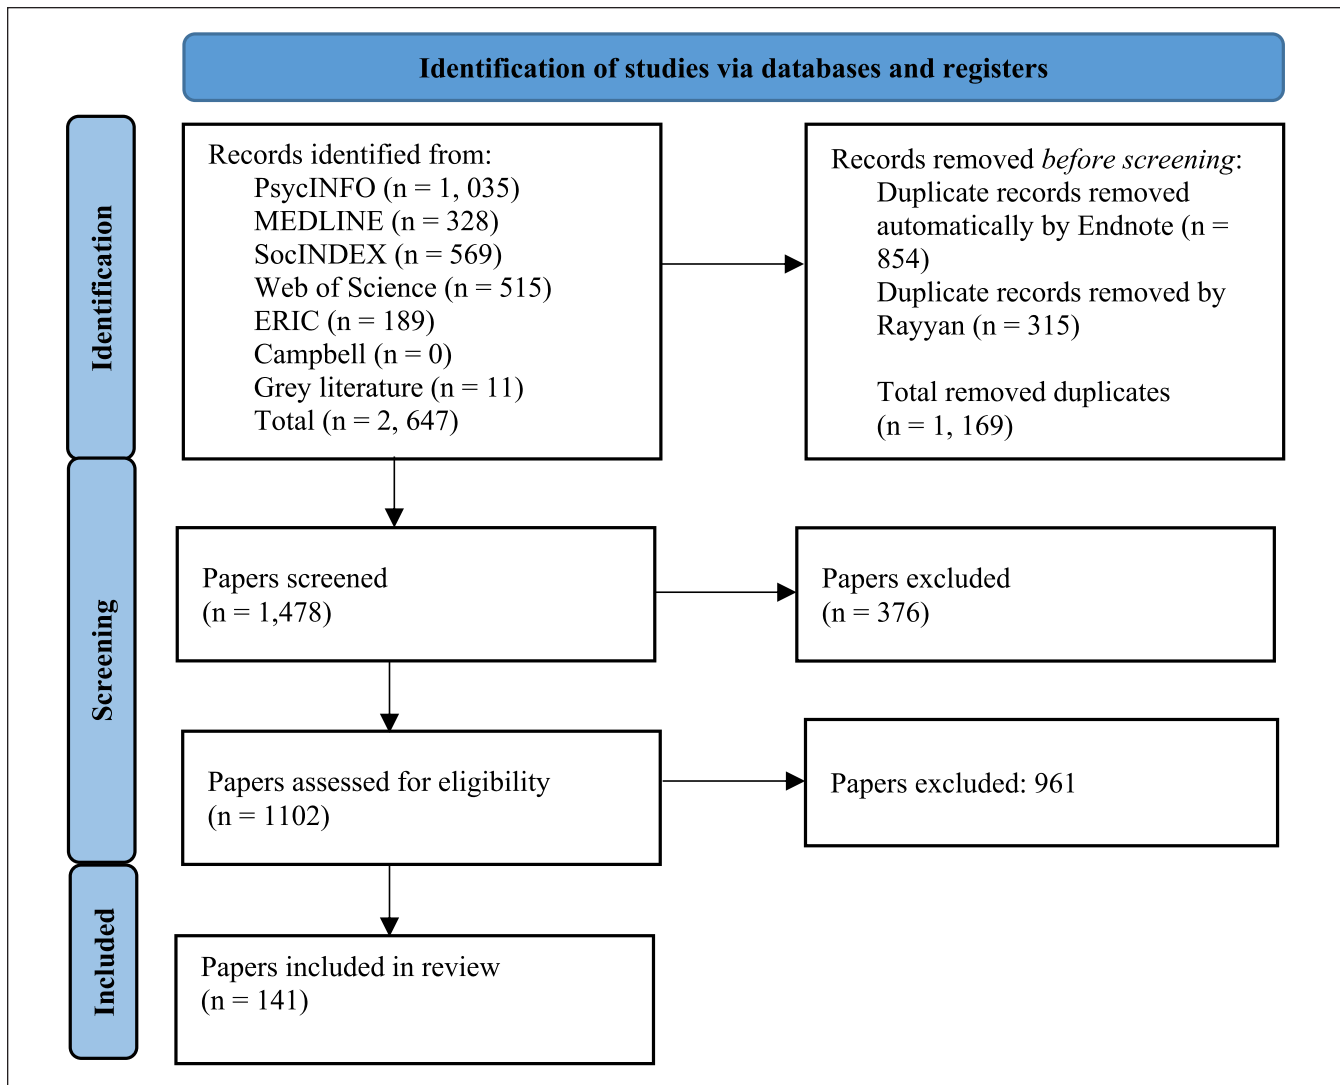 Identification of studies via databases and registers
Identification
Records identified from:
PsycINFO (n = 1, 035)
MEDLINE (n = 328)
SocINDEX (n = 569)
Web of Science (n = 515)
ERIC (n = 189)
Campbell (n = 0)
Grey literature (n = 11)
Total (n = 2, 647)
Records removed before screening:
Duplicate records removed
automatically by Endnote (n =
854)
Duplicate records removed by
Rayyan (n = 315)
Total removed duplicates
(n = 1, 169)
Screening
Papers screened
(n = 1,478)
Papers excluded
(n = 376)
Papers assessed for eligibility
(n = 1102)
Papers excluded: 961
Included
Papers included in review
(n = 141)